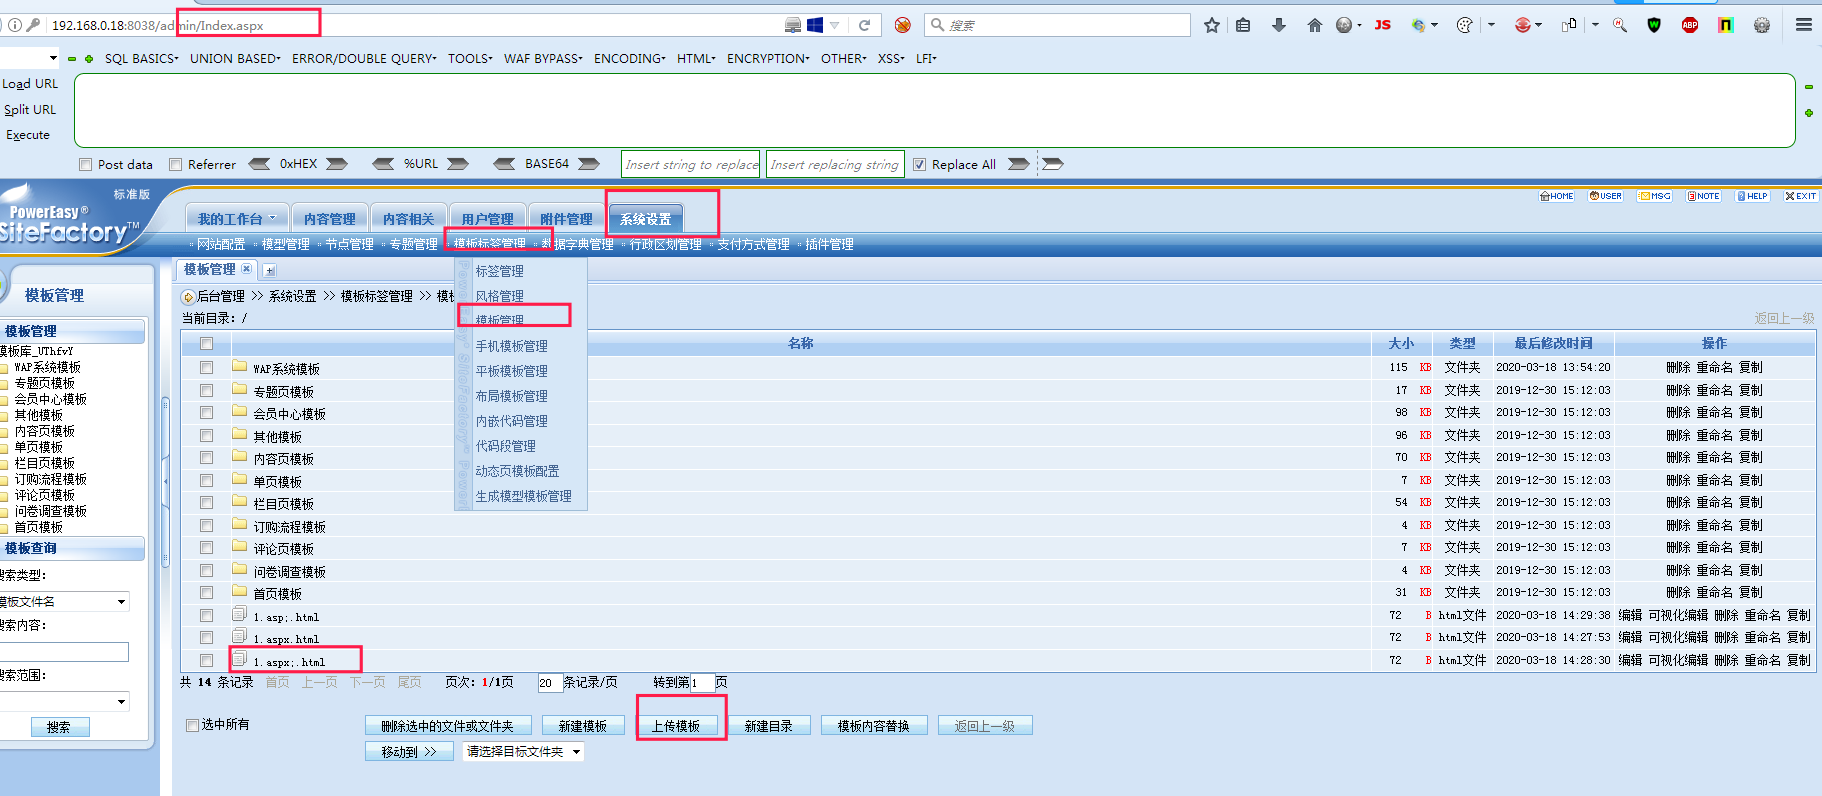 192.168.0.18:8038/admin/Index.aspx
搜索
JS
ABP
SQL BASICS UNION BASED ERROR/DOUBLE QUERY TOOLS WAF BYPASS ENCODING HTML ENCRYPTION OTHER XSS LFI
Load URL
Split URL
Execute
Post data Referrer 0xHEX %URL BASE64 Insert string to replace Insert replacing string Replace All
标准版
PowerEasy®
SiteFactory™
HOME USER MSG NOTE HELP EXIT
我的工作台 内容管理 内容相关 用户管理 附件管理 系统设置
网站配置 模型管理 节点管理 专题管理 模板标签管理 数据字典管理 行政区划管理 支付方式管理 插件管理
模板管理
标签管理
风格管理
模板管理
手机模板管理
平板模板管理
布局模板管理
内嵌代码管理
代码段管理
动态页模板配置
生成模型模板管理
模板管理
模板管理
模板库_UThfvY
WAP系统模板
专题页模板
会员中心模板
其他模板
内容页模板
单页模板
栏目页模板
订购流程模板
评论页模板
问卷调查模板
首页模板
模板查询
搜索类型：
模板文件名
搜索内容：
搜索范围：
搜索
后台管理 >> 系统设置 >> 模板标签管理 >>
当前目录：/
返回上一级
名称 大小 类型 最后修改时间 操作
WAP系统模板 115 KB 文件夹 2020-03-18 13:54:20 删除 重命名 复制
专题页模板 17 KB 文件夹 2019-12-30 15:12:03 删除 重命名 复制
会员中心模板 98 KB 文件夹 2019-12-30 15:12:03 删除 重命名 复制
其他模板 96 KB 文件夹 2019-12-30 15:12:03 删除 重命名 复制
内容页模板 70 KB 文件夹 2019-12-30 15:12:03 删除 重命名 复制
单页模板 7 KB 文件夹 2019-12-30 15:12:03 删除 重命名 复制
栏目页模板 54 KB 文件夹 2019-12-30 15:12:03 删除 重命名 复制
订购流程模板 4 KB 文件夹 2019-12-30 15:12:03 删除 重命名 复制
评论页模板 7 KB 文件夹 2019-12-30 15:12:03 删除 重命名 复制
问卷调查模板 4 KB 文件夹 2019-12-30 15:12:03 删除 重命名 复制
首页模板 31 KB 文件夹 2019-12-30 15:12:03 删除 重命名 复制
1.asp;.html 72 B html文件 2020-03-18 14:29:38 编辑 可视化编辑 删除 重命名 复制
1.aspx.html 72 B html文件 2020-03-18 14:27:53 编辑 可视化编辑 删除 重命名 复制
1.aspx;.html 72 B html文件 2020-03-18 14:28:30 编辑 可视化编辑 删除 重命名 复制
共 14 条记录 首页 上一页 下一页 尾页 页次：1/1页 20 条记录/页 转到第1页
选中所有 删除选中的文件或文件夹 新建模板 上传模板 新建目录 模板内容替换 返回上一级
移动到 >> 请选择目标文件夹